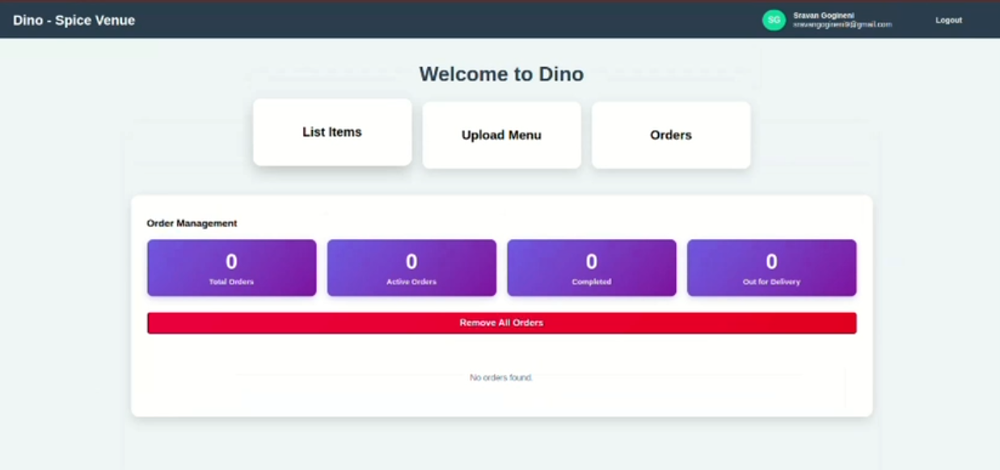 Dino - Spice Venue
SG
Sravan Gogineni
sravangogineni9@gmail.com
Logout
Welcome to Dino
List Items
Upload Menu
Orders
Order Management
0
Total Orders
0
Active Orders
0
Completed
0
Out for Delivery
Remove All Orders
No orders found.